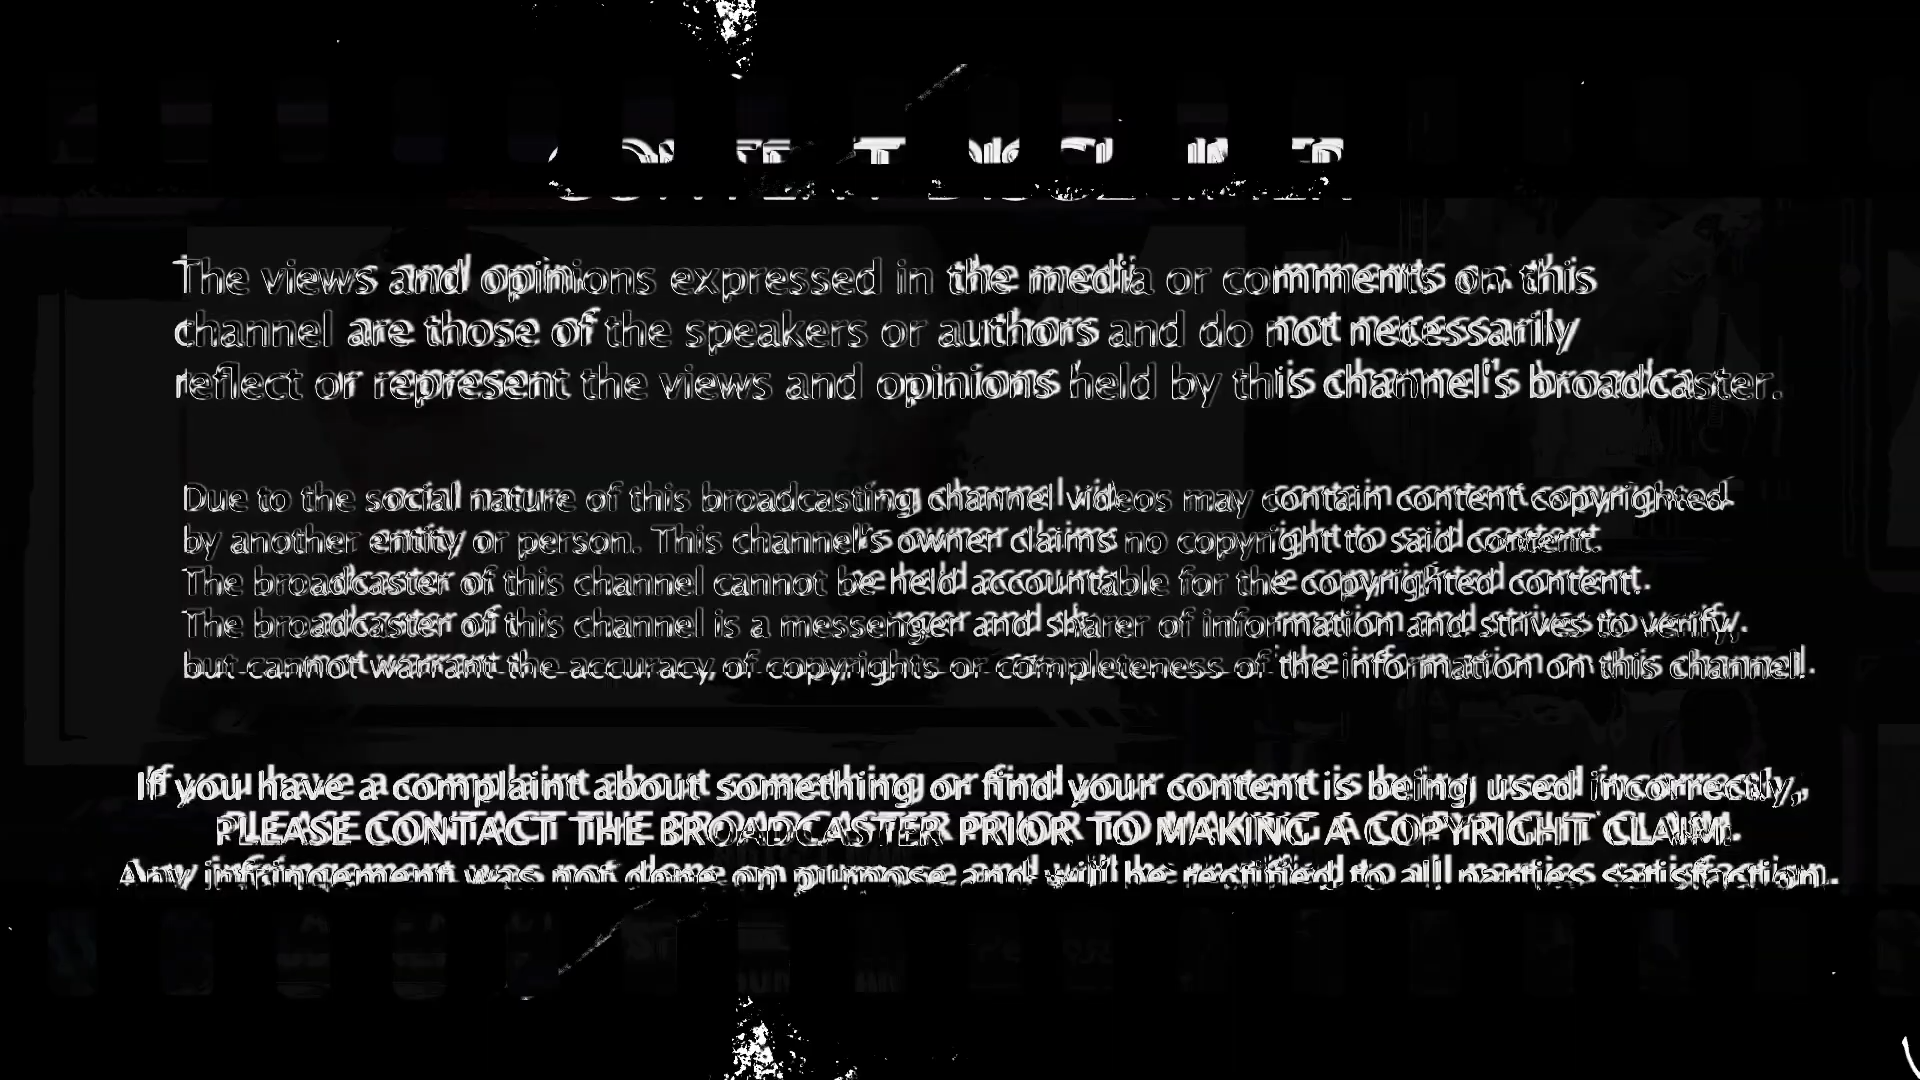 CONTENT DISCLAIMER
The views and opinions expressed in the media or comments on this
channel are those of the speakers or authors and do not necessarily
reflect or represent the views and opinions held by this channel's broadcaster.
Due to the social nature of this broadcasting channel videos may contain content copyrighted
by another entity or person. This channel's owner claims no copyright to said content.
The broadcaster of this channel cannot be held accountable for the copyrighted content.
The broadcaster of this channel is a messenger and sharer of information and strives to verify,
but cannot warrant the accuracy of copyrights or completeness of the information on this channel.
If you have a complaint about something or find your content is being used incorrectly,
PLEASE CONTACT THE BROADCASTER PRIOR TO MAKING A COPYRIGHT CLAIM.
Any infringement was not done on purpose and will be rectified to all parties satisfaction.